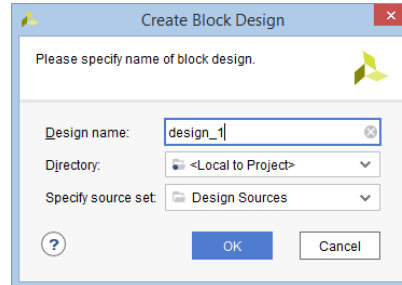 Create Block Design
Please specify name of block design.
Design name: design_1
Directory: <Local to Project>
Specify source set: Design Sources
? OK Cancel